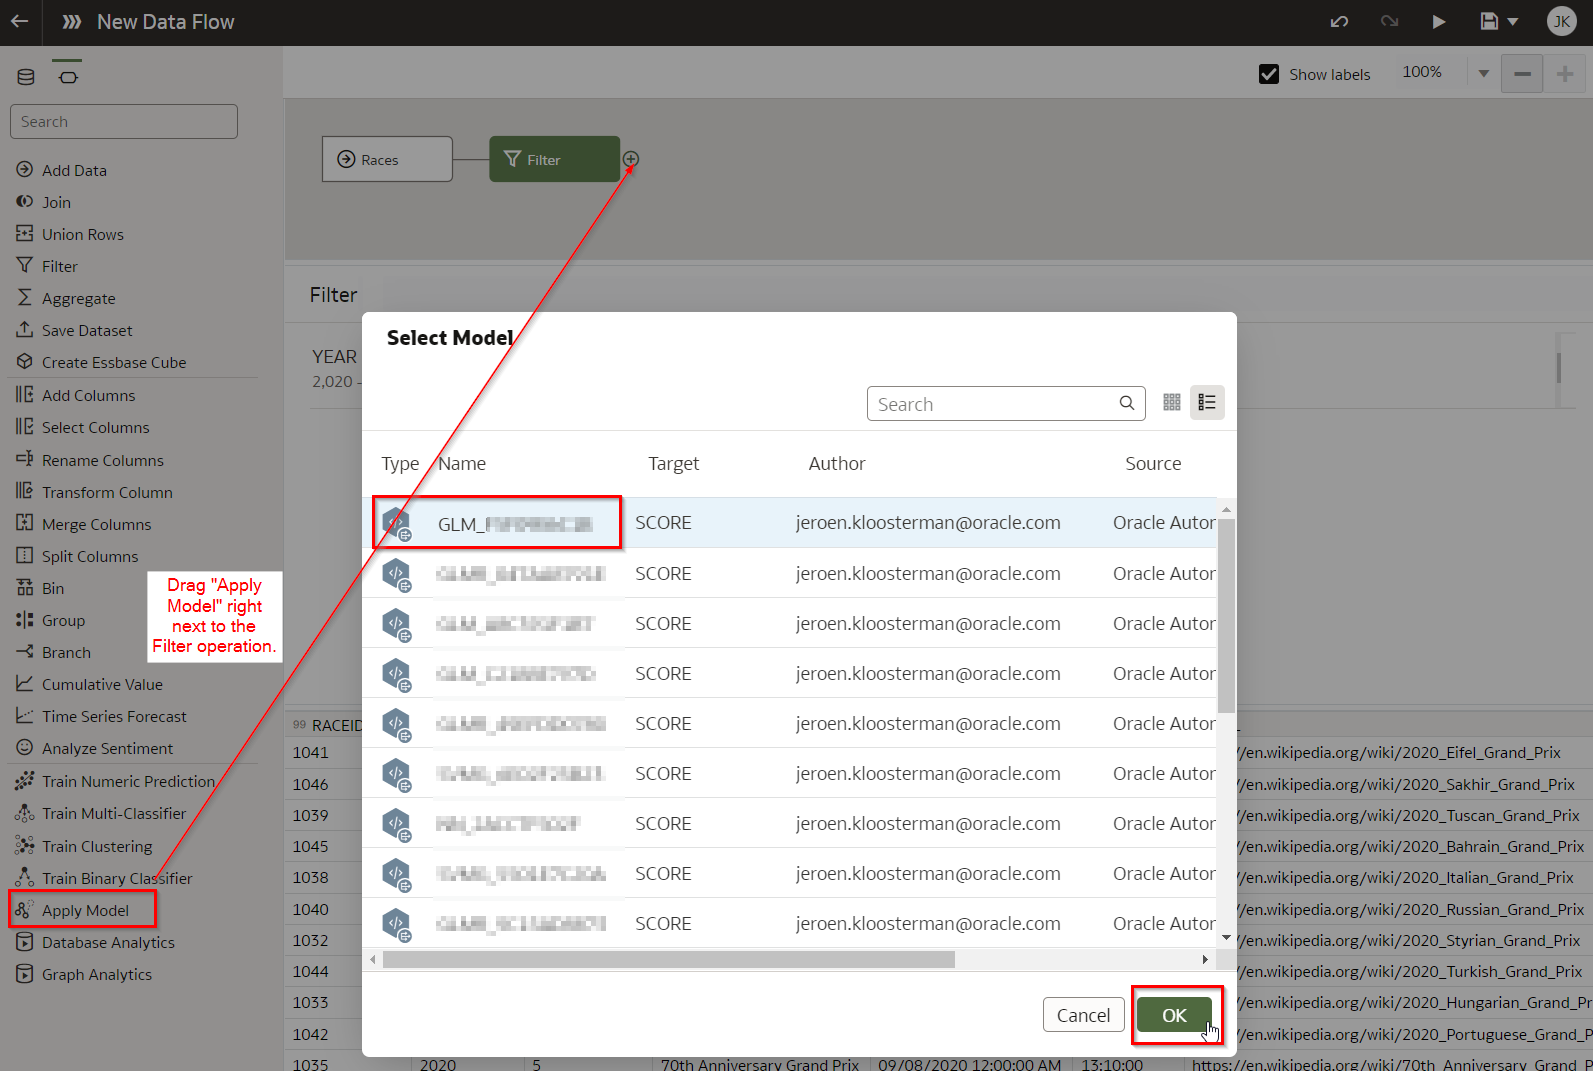 New Data Flow
JK
Show labels
100%
Search
Add Data
Join
Union Rows
Filter
Aggregate
Save Dataset
Create Essbase Cube
Add Columns
Select Columns
Rename Columns
Transform Column
Merge Columns
Split Columns
Bin
Group
Branch
Cumulative Value
Time Series Forecast
Analyze Sentiment
Train Numeric Prediction
Train Multi-Classifier
Train Clustering
Train Binary Classifier
Apply Model
Database Analytics
Graph Analytics
Drag "Apply
Model" right
next to the
Filter operation.
Races
Filter
Filter
YEAR
2,020 -
Select Model
Search
Type Name Target Author Source
GLM_ SCORE jeroen.kloosterman@oracle.com Oracle Autor
SCORE jeroen.kloosterman@oracle.com Oracle Autor
SCORE jeroen.kloosterman@oracle.com Oracle Autor
SCORE jeroen.kloosterman@oracle.com Oracle Autor
SCORE jeroen.kloosterman@oracle.com Oracle Autor
SCORE jeroen.kloosterman@oracle.com Oracle Autor
SCORE jeroen.kloosterman@oracle.com Oracle Autor
SCORE jeroen.kloosterman@oracle.com Oracle Autor
SCORE jeroen.kloosterman@oracle.com Oracle Autor
Cancel
OK
99 RACEID
1041 //en.wikipedia.org/wiki/2020_Eifel_Grand_Prix
1046 //en.wikipedia.org/wiki/2020_Sakhir_Grand_Prix
1039 //en.wikipedia.org/wiki/2020_Tuscan_Grand_Prix
1045 //en.wikipedia.org/wiki/2020_Bahrain_Grand_Prix
1038 //en.wikipedia.org/wiki/2020_Italian_Grand_Prix
1040 //en.wikipedia.org/wiki/2020_Russian_Grand_Prix
1032 //en.wikipedia.org/wiki/2020_Styrian_Grand_Prix
1044 //en.wikipedia.org/wiki/2020_Turkish_Grand_Prix
1033 //en.wikipedia.org/wiki/2020_Hungarian_Grand_Pr
1042 //en.wikipedia.org/wiki/2020_Portuguese_Grand_P
1035 2020 5 70th Anniversary Grand Prix 09/08/2020 12:00:00 AM 13:10:00 https://en.wikipedia.org/wiki/70th_Anniversary_Grand_P